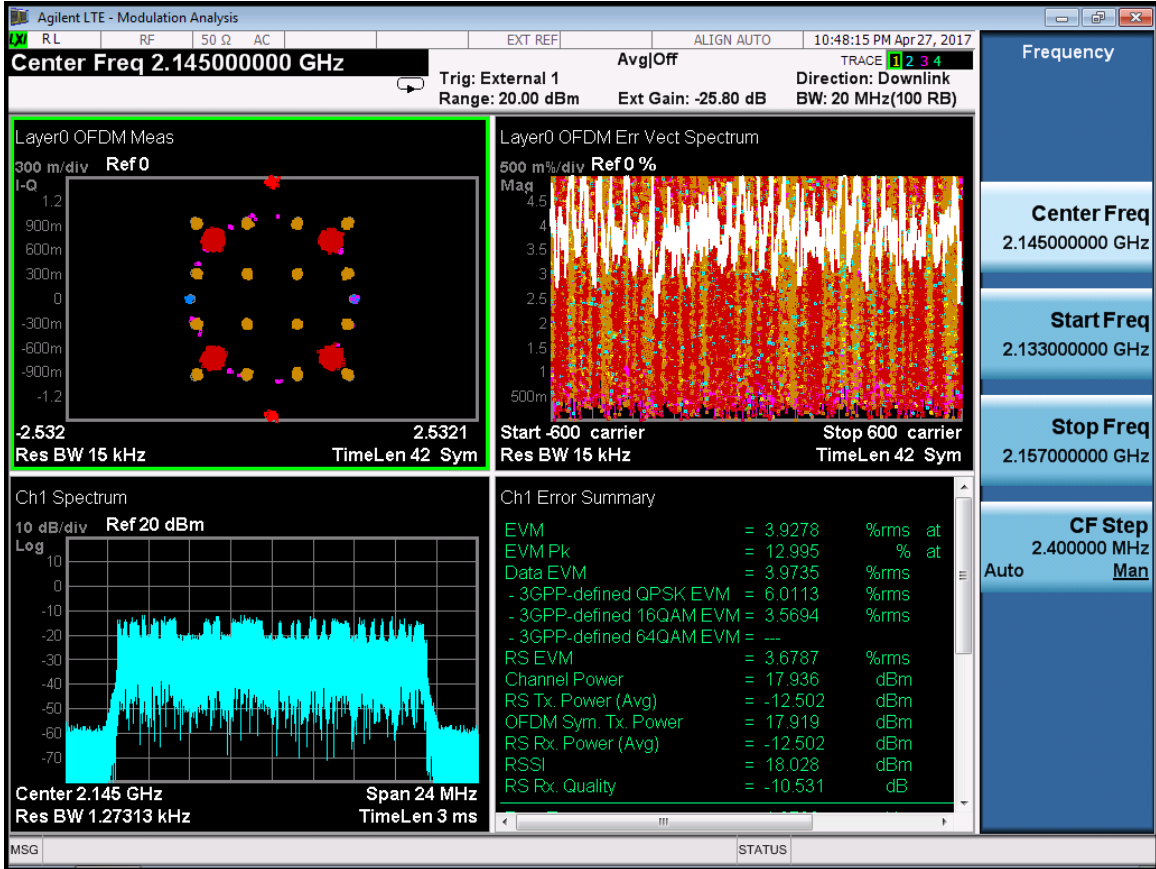 Agilent LTE - Modulation Analysis
LXI RL RF 50 Ω AC EXT REF ALIGN AUTO 10:48:15 PM Apr 27, 2017
Center Freq 2.145000000 GHz
Avg|Off
TRACE 1 2 3 4
Trig: External 1
Direction: Downlink
Range: 20.00 dBm Ext Gain: -25.80 dB BW: 20 MHz(100 RB)
Layer0 OFDM Meas
300 m/div Ref 0
I-Q
1.2
900m
600m
300m
0
-300m
-600m
-900m
-1.2
-2.532 2.5321
Res BW 15 kHz TimeLen 42 Sym
Layer0 OFDM Err Vect Spectrum
500 m%/div Ref 0 %
Mag
4.5
4
3.5
3
2.5
2
1.5
1
500m
Start -600 carrier Stop 600 carrier
Res BW 15 kHz TimeLen 42 Sym
Ch1 Spectrum
10 dB/div Ref 20 dBm
Log
10
0
-10
-20
-30
-40
-50
-60
-70
Center 2.145 GHz Span 24 MHz
Res BW 1.27313 kHz TimeLen 3 ms
Ch1 Error Summary
EVM = 3.9278 %rms at
EVM Pk = 12.995 % at
Data EVM = 3.9735 %rms
- 3GPP-defined QPSK EVM = 6.0113 %rms
- 3GPP-defined 16QAM EVM = 3.5694 %rms
- 3GPP-defined 64QAM EVM = ---
RS EVM = 3.6787 %rms
Channel Power = 17.936 dBm
RS Tx. Power (Avg) = -12.502 dBm
OFDM Sym. Tx. Power = 17.919 dBm
RS Rx. Power (Avg) = -12.502 dBm
RSSI = 18.028 dBm
RS Rx. Quality = -10.531 dB
Frequency
Center Freq
2.145000000 GHz
Start Freq
2.133000000 GHz
Stop Freq
2.157000000 GHz
CF Step
2.400000 MHz
Auto Man
MSG STATUS